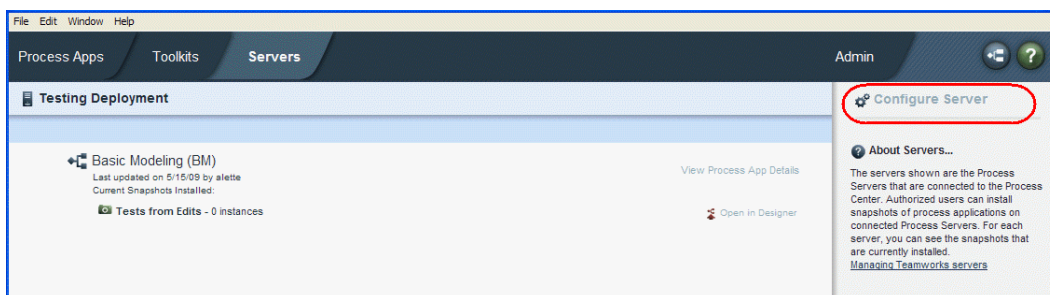 File Edit Window Help
Process Apps Toolkits Servers Admin ?
Testing Deployment
Configure Server
Basic Modeling (BM)
Last updated on 5/15/09 by alette
Current Snapshots Installed:
View Process App Details
Tests from Edits - 0 instances
Open in Designer
? About Servers...
The servers shown are the Process
Servers that are connected to the Process
Center. Authorized users can install
snapshots of process applications on
connected Process Servers. For each
server, you can see the snapshots that
are currently installed.
Managing Teamworks servers